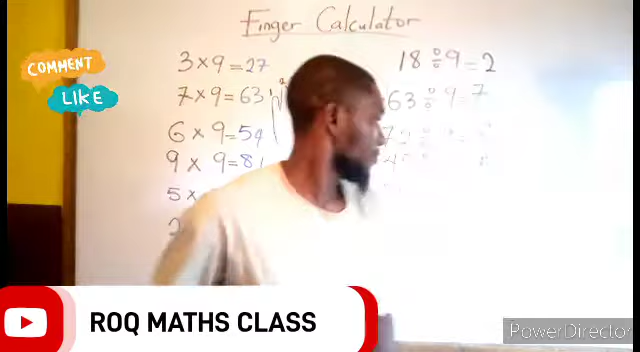 Finger Calculator
3 × 9 = 27
7 × 9 = 63
6 × 9 = 54
9 × 9 = 81
5 ×
2
18 ÷ 9 = 2
63 ÷ 9 = 7
COMMENT
LIKE
ROQ MATHS CLASS
PowerDirector